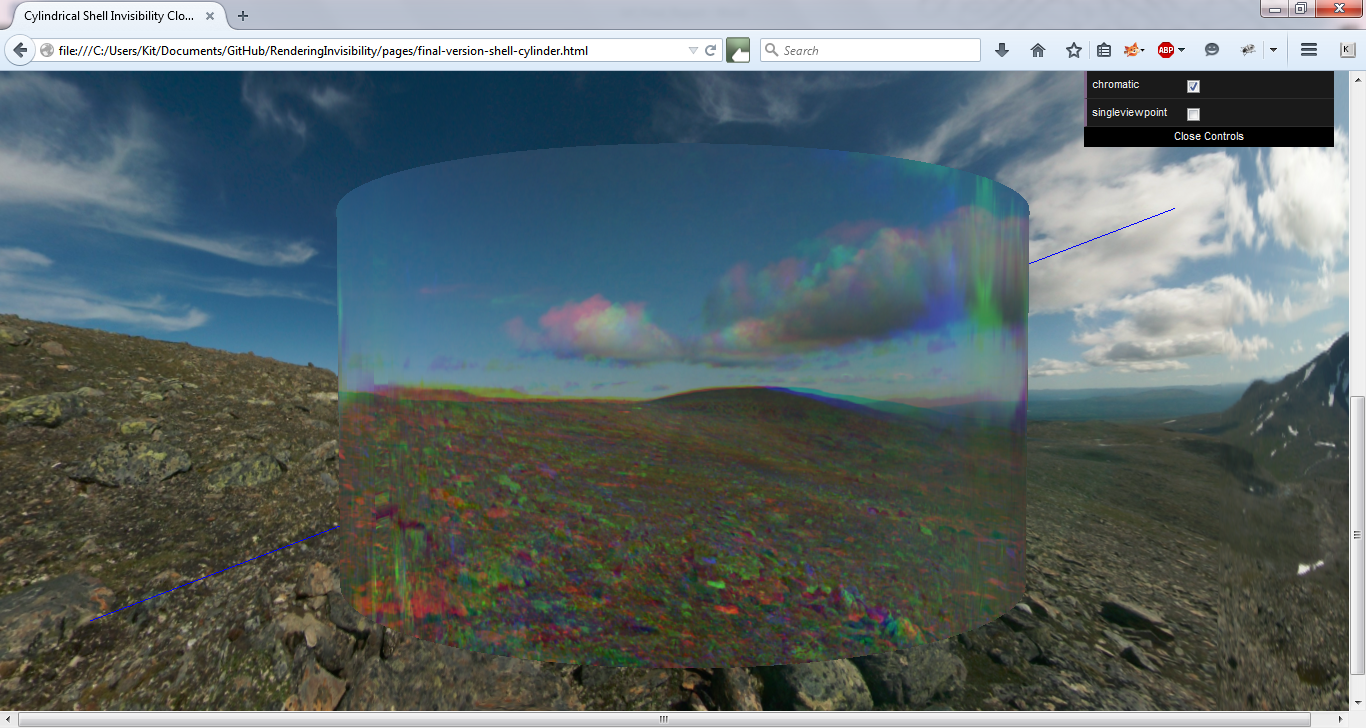 Cylindrical Shell Invisibility Clo...
file:///C:/Users/Kit/Documents/GitHub/RenderingInvisibility/pages/final-version-shell-cylinder.html
Search
ABP
K
chromatic
singleviewpoint
Close Controls